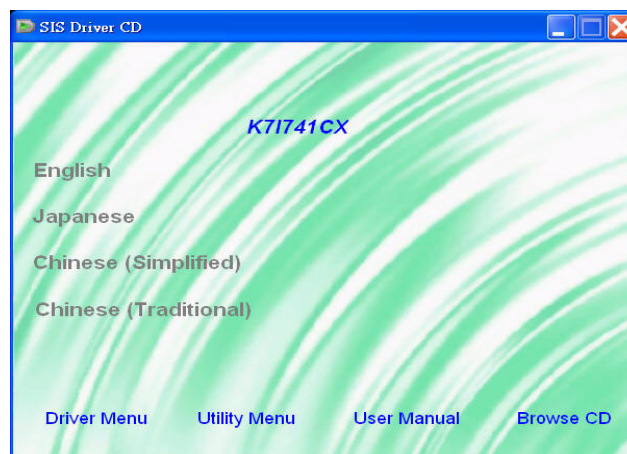 SIS Driver CD
K7I741CX
English
Japanese
Chinese (Simplified)
Chinese (Traditional)
Driver Menu Utility Menu User Manual Browse CD